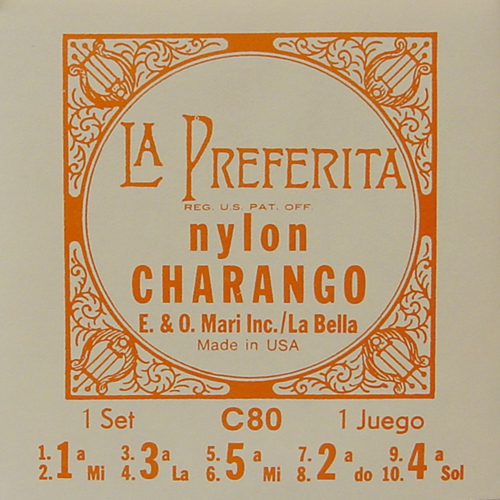 LA PREFERITA
REG. U.S. PAT. OFF.
nylon
CHARANGO
E. & O. Mari Inc./La Bella
Made in USA
1 Set C80 1 Juego
1. 2. 1a Mi 3. 4. 3a La 5. 6. 5a Mi 7. 8. 2a do 9. 10. 4a Sol